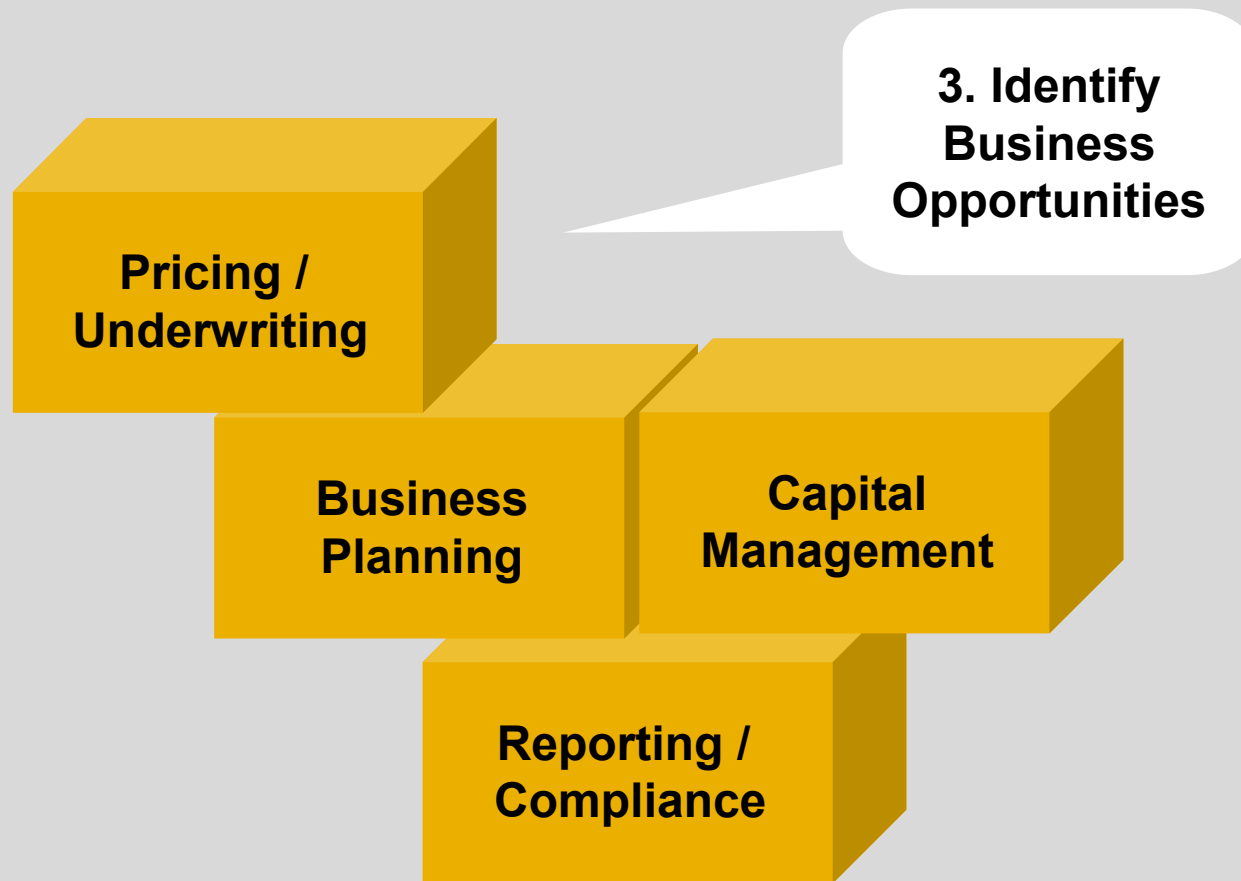 3. Identify
Business
Opportunities
Pricing /
Underwriting
Business
Planning
Capital
Management
Reporting /
Compliance